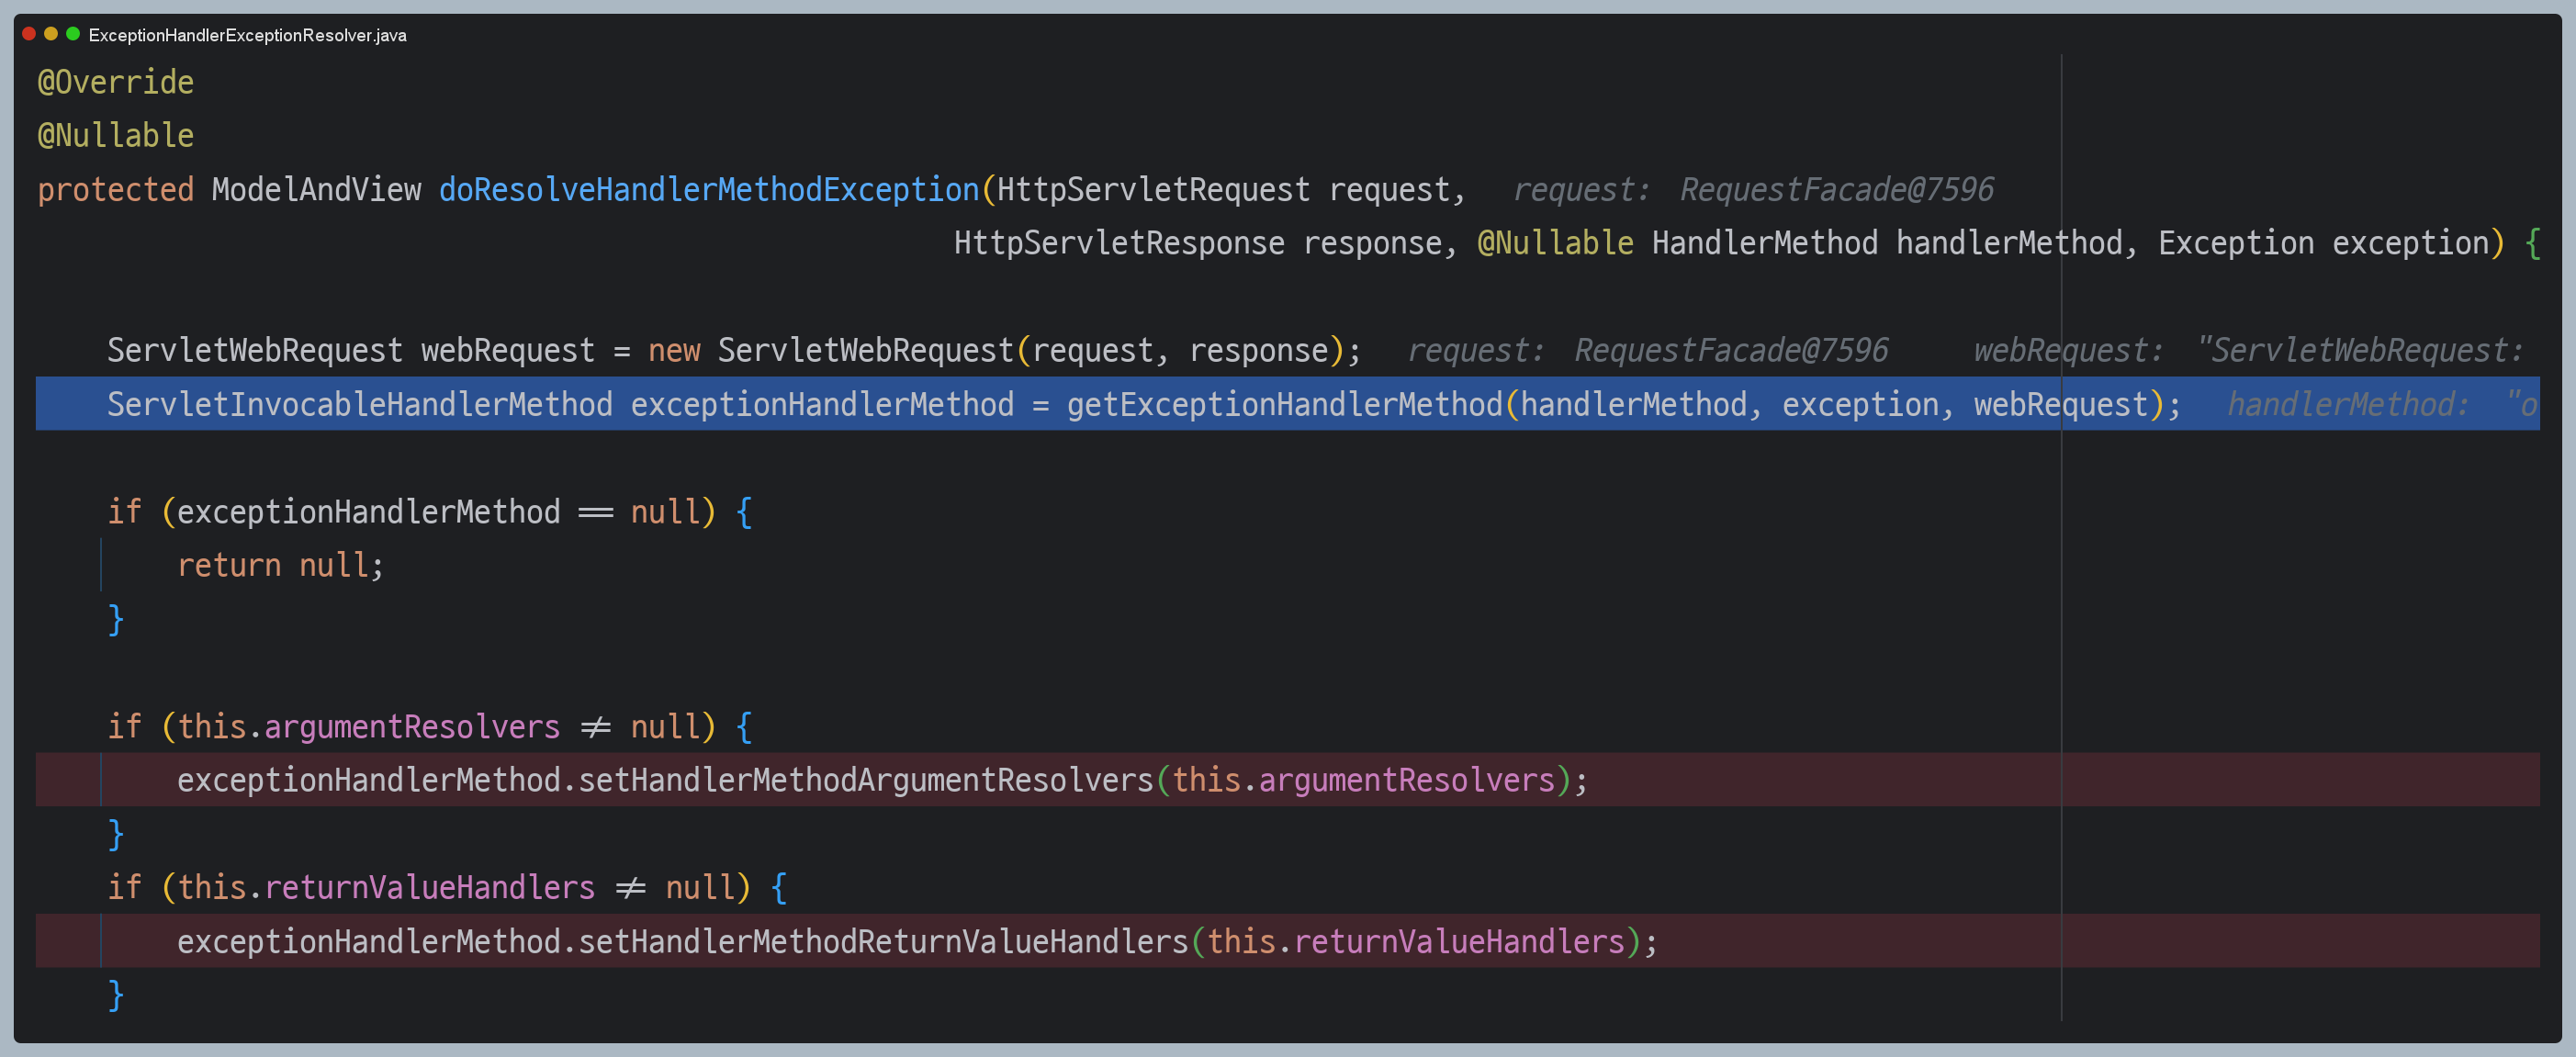 ExceptionHandlerExceptionResolver.java
@Override
@Nullable
protected ModelAndView doResolveHandlerMethodException(HttpServletRequest request,   request: RequestFacade@7596
HttpServletResponse response, @Nullable HandlerMethod handlerMethod, Exception exception) {
ServletWebRequest webRequest = new ServletWebRequest(request, response);   request: RequestFacade@7596   webRequest: "ServletWebRequest:
ServletInvocableHandlerMethod exceptionHandlerMethod = getExceptionHandlerMethod(handlerMethod, exception, webRequest);   handlerMethod: "o
if (exceptionHandlerMethod == null) {
return null;
}
if (this.argumentResolvers != null) {
exceptionHandlerMethod.setHandlerMethodArgumentResolvers(this.argumentResolvers);
}
if (this.returnValueHandlers != null) {
exceptionHandlerMethod.setHandlerMethodReturnValueHandlers(this.returnValueHandlers);
}